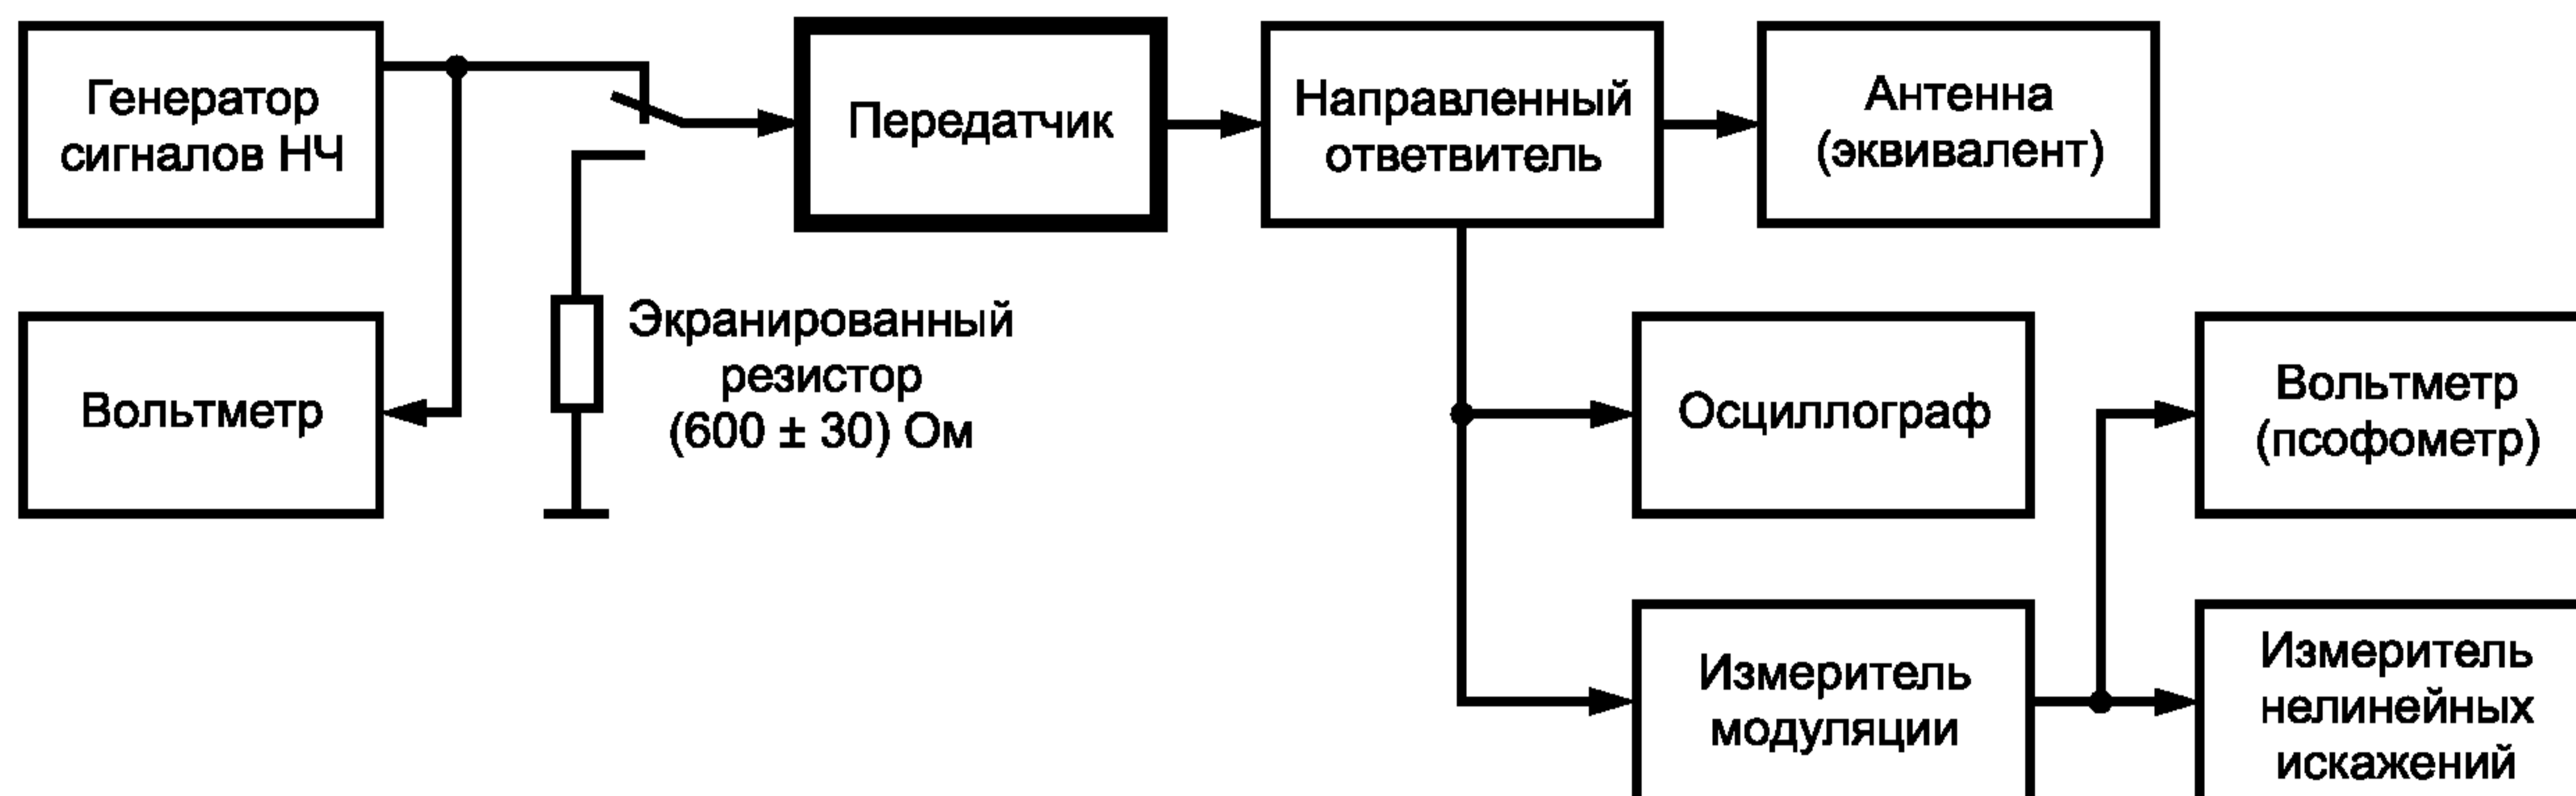 Генератор
сигналов НЧ
Передатчик
Направленный
ответвитель
Антенна
(эквивалент)
Вольтметр
Экранированный
резистор
(600 ± 30) Ом
Осциллограф
Вольтметр
(псофометр)
Измеритель
модуляции
Измеритель
нелинейных
искажений